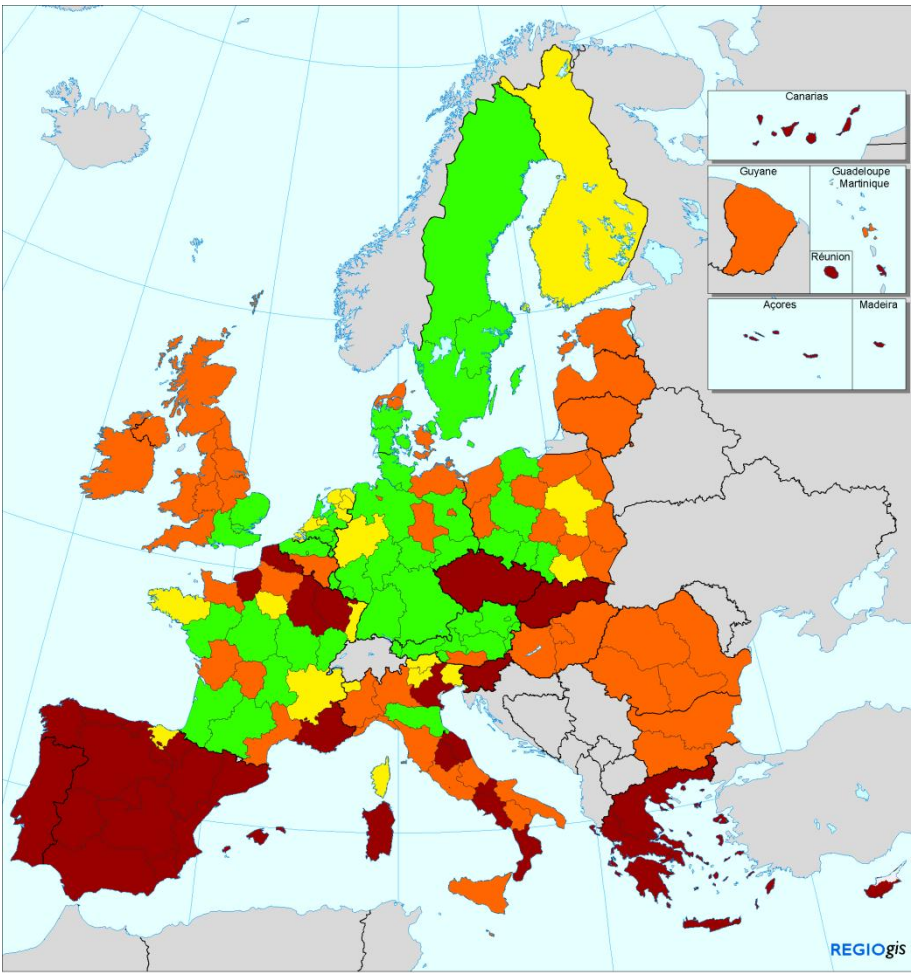 Canarias
Guyane
Guadeloupe
Martinique
Réunion
Açores
Madeira
REGIOgis